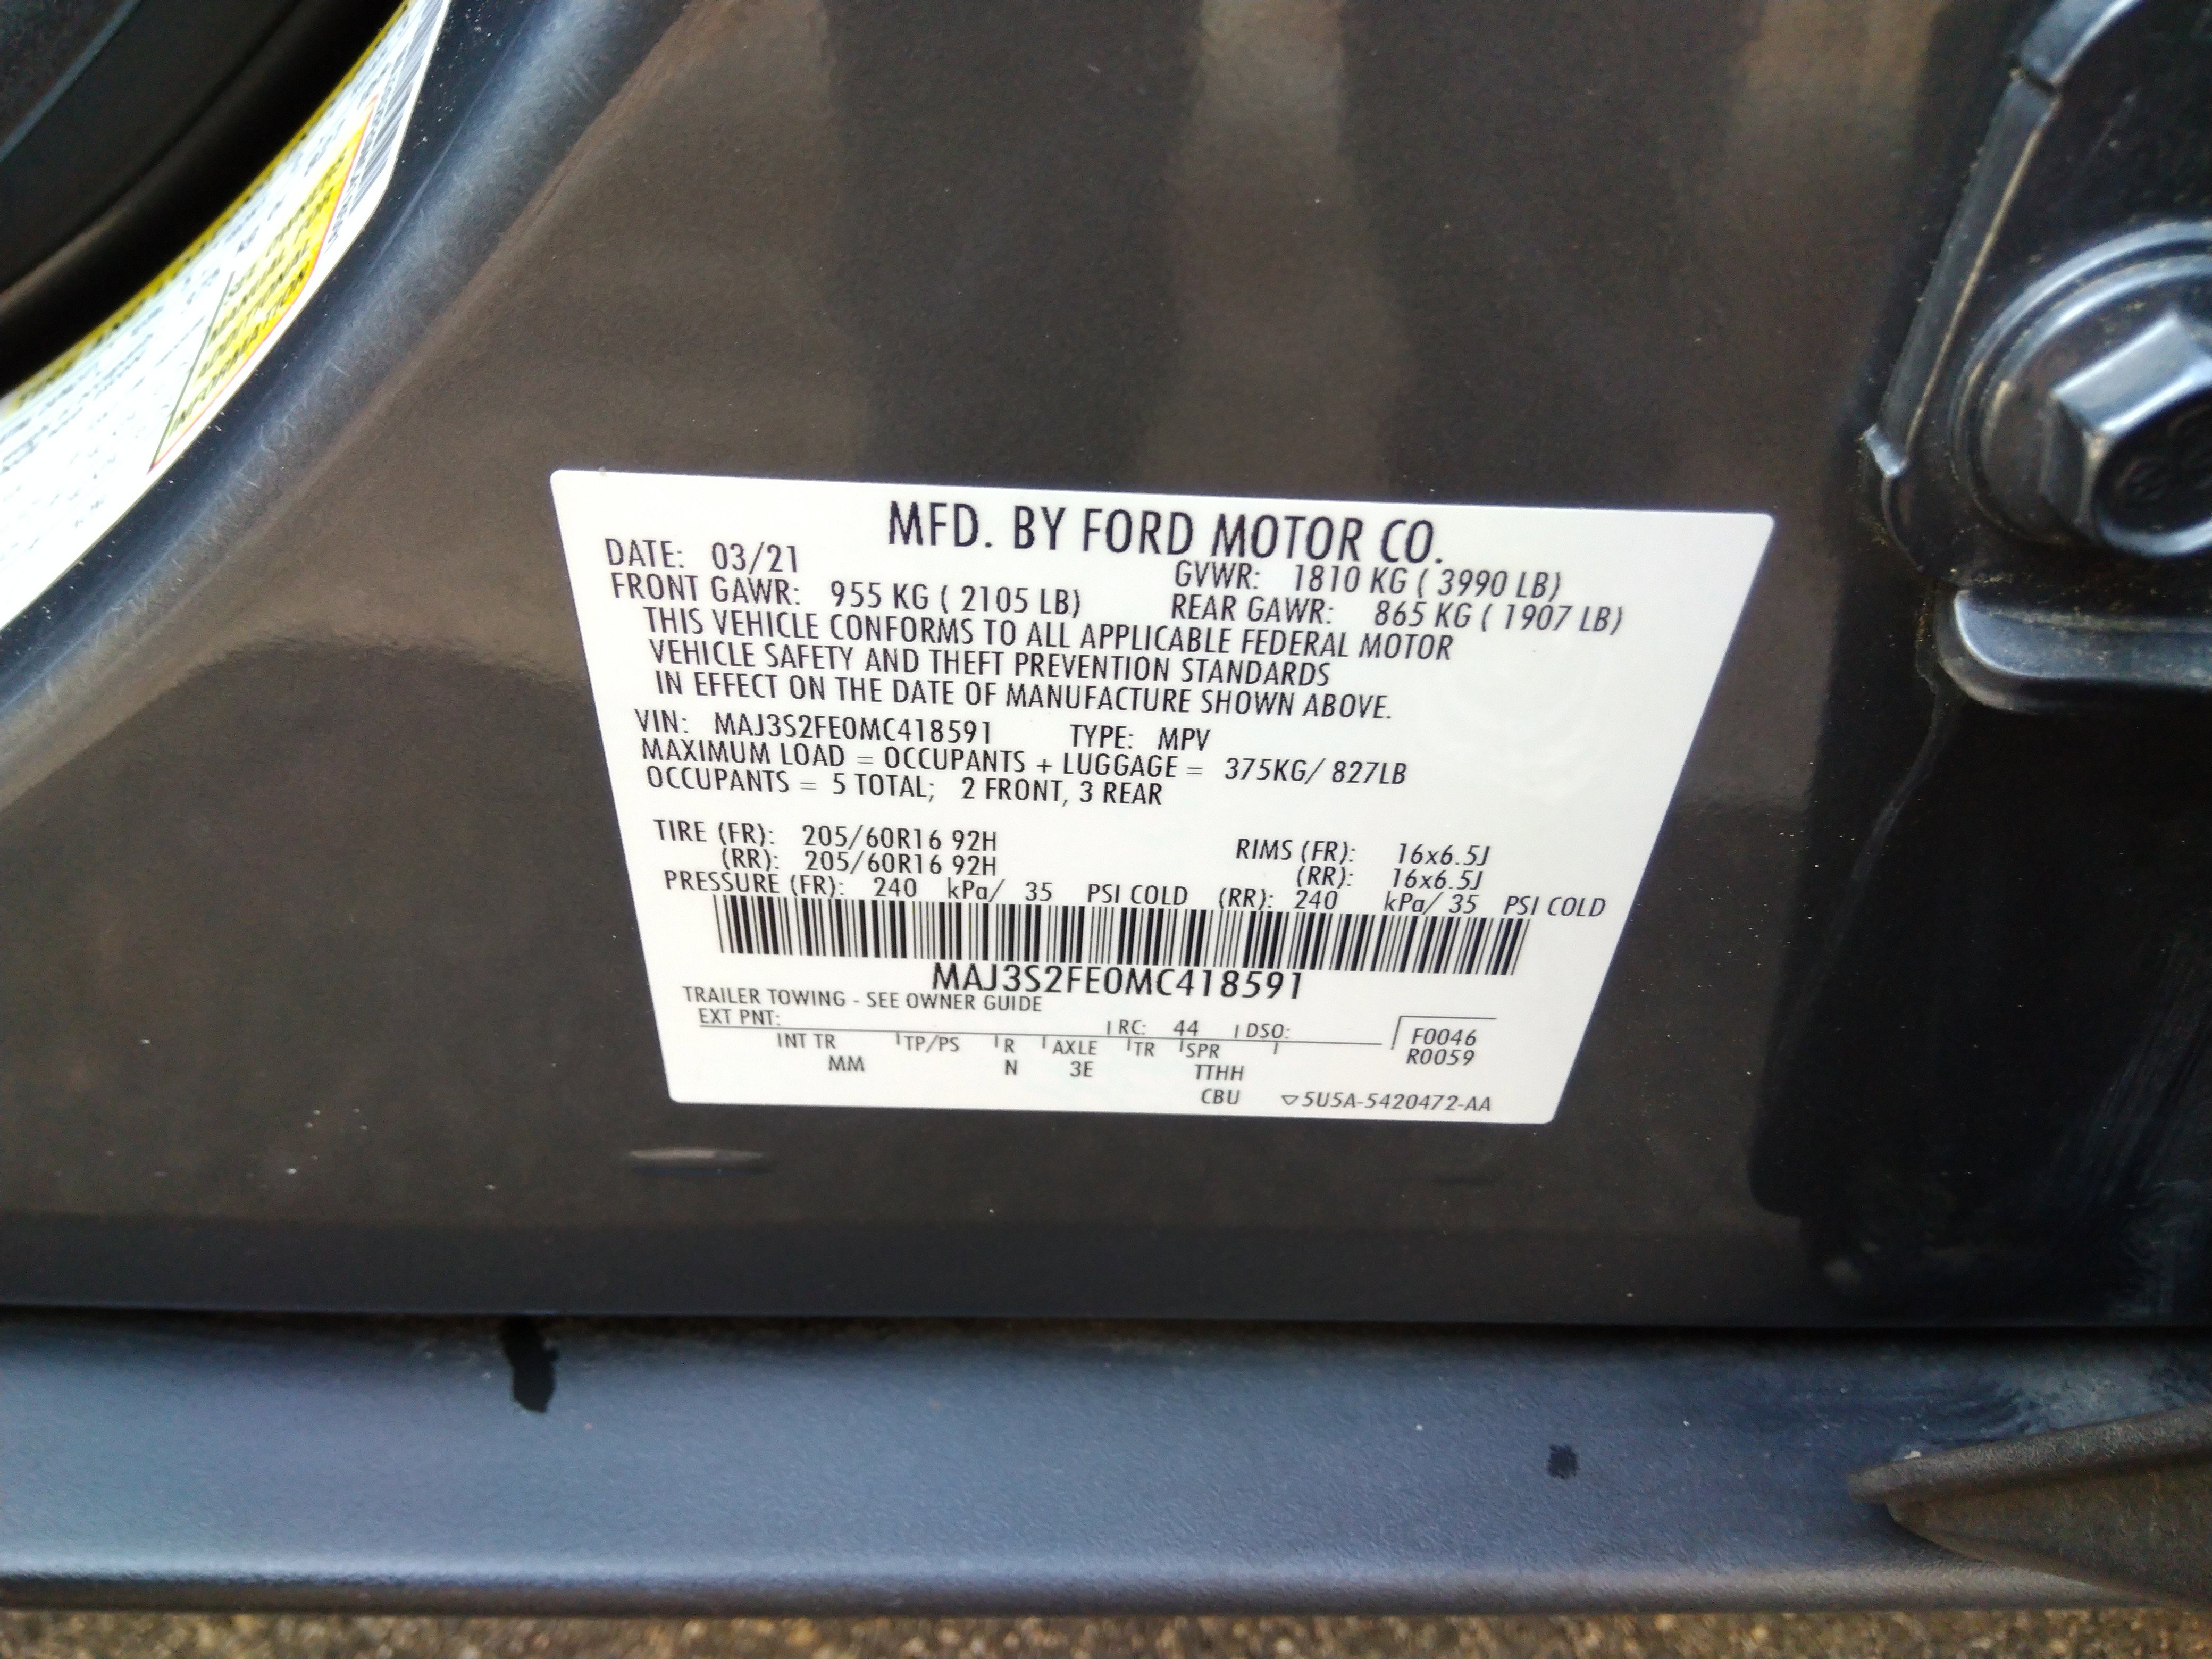 MFD. BY FORD MOTOR CO.
DATE: 03/21 GVWR: 1810 KG ( 3990 LB)
FRONT GAWR: 955 KG ( 2105 LB) REAR GAWR: 865 KG ( 1907 LB)
THIS VEHICLE CONFORMS TO ALL APPLICABLE FEDERAL MOTOR
VEHICLE SAFETY AND THEFT PREVENTION STANDARDS
IN EFFECT ON THE DATE OF MANUFACTURE SHOWN ABOVE.
VIN: MAJ3S2FE0MC418591 TYPE: MPV
MAXIMUM LOAD = OCCUPANTS + LUGGAGE = 375KG/ 827LB
OCCUPANTS = 5 TOTAL; 2 FRONT, 3 REAR
TIRE (FR): 205/60R16 92H RIMS (FR): 16x6.5J
(RR): 205/60R16 92H (RR): 16x6.5J
PRESSURE (FR): 240 kPa/ 35 PSI COLD (RR): 240 kPa/ 35 PSI COLD
MAJ3S2FE0MC418591
TRAILER TOWING - SEE OWNER GUIDE
EXT PNT: RC: 44 DSO: F0046
INT TR TP/PS R AXLE TR SPR R0059
MM N 3E TTHH
CBU ▽5U5A-5420472-AA